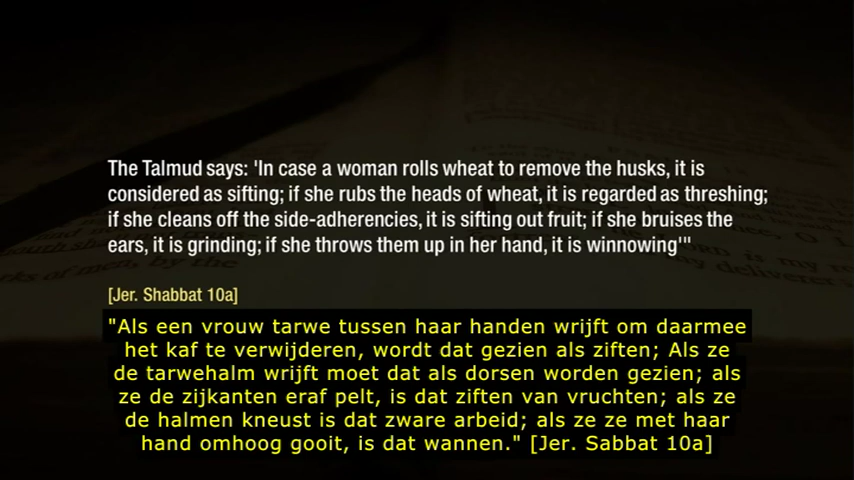 The Talmud says: 'In case a woman rolls wheat to remove the husks, it is
considered as sifting; if she rubs the heads of wheat, it is regarded as threshing;
if she cleans off the side-adherencies, it is sifting out fruit; if she bruises the
ears, it is grinding; if she throws them up in her hand, it is winnowing'"
[Jer. Shabbat 10a]
"Als een vrouw tarwe tussen haar handen wrijft om daarmee
het kaf te verwijderen, wordt dat gezien als ziften; Als ze
de tarwehalm wrijft moet dat als dorsen worden gezien; als
ze de zijkanten eraf pelt, is dat ziften van vruchten; als ze
de halmen kneust is dat zware arbeid; als ze ze met haar
hand omhoog gooit, is dat wannen." [Jer. Sabbat 10a]